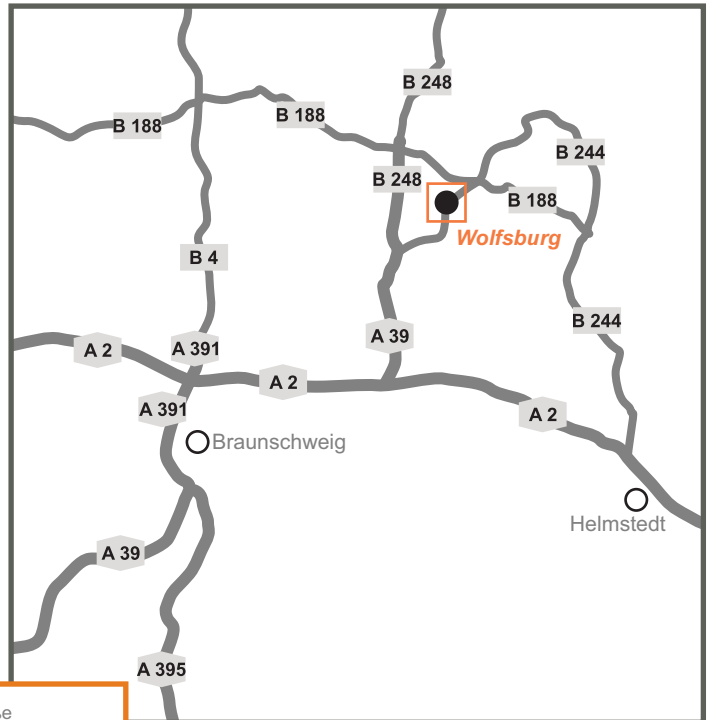 B 248
B 188
B 188
B 244
B 248
B 188
Wolfsburg
B 4
B 244
A 39
A 391
A 2
A 2
A 391
A 2
Braunschweig
Helmstedt
A 39
A 395